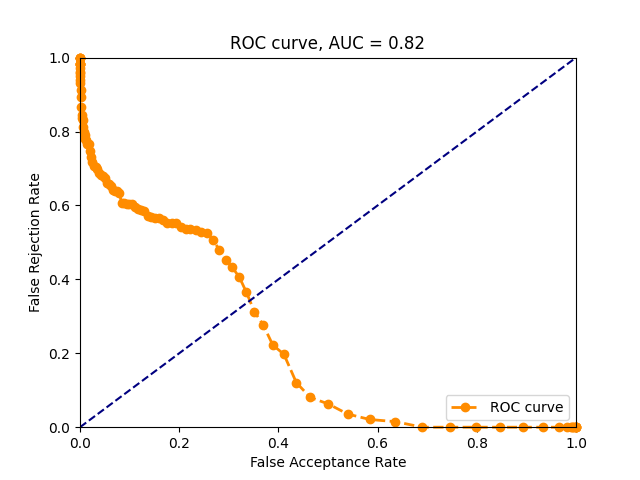 ROC curve, AUC = 0.82
False Rejection Rate
1.0
0.8
0.6
0.4
0.2
0.0
ROC curve
0.0 0.2 0.4 0.6 0.8 1.0
False Acceptance Rate